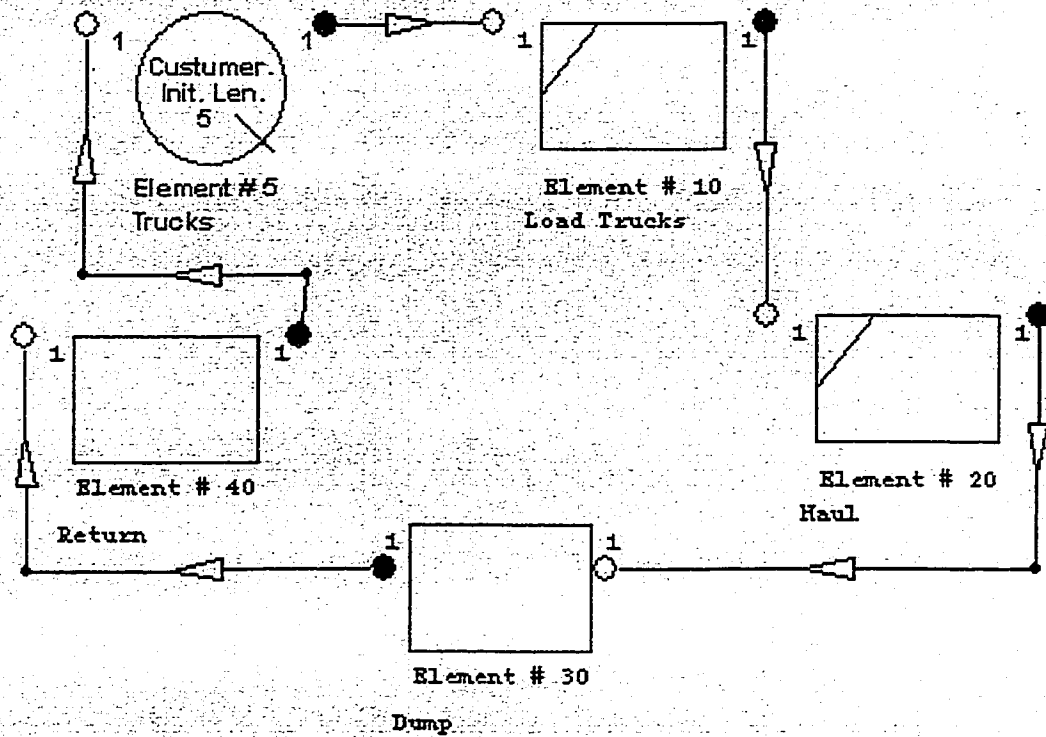 1
1
Custumer.
Init. Len.
5
Element #5
Trucks
1
1
Element # 10
Load Trucks
1
1
Element # 20
Haul
1
1
Element # 30
Dump
1
1
Element # 40
Return